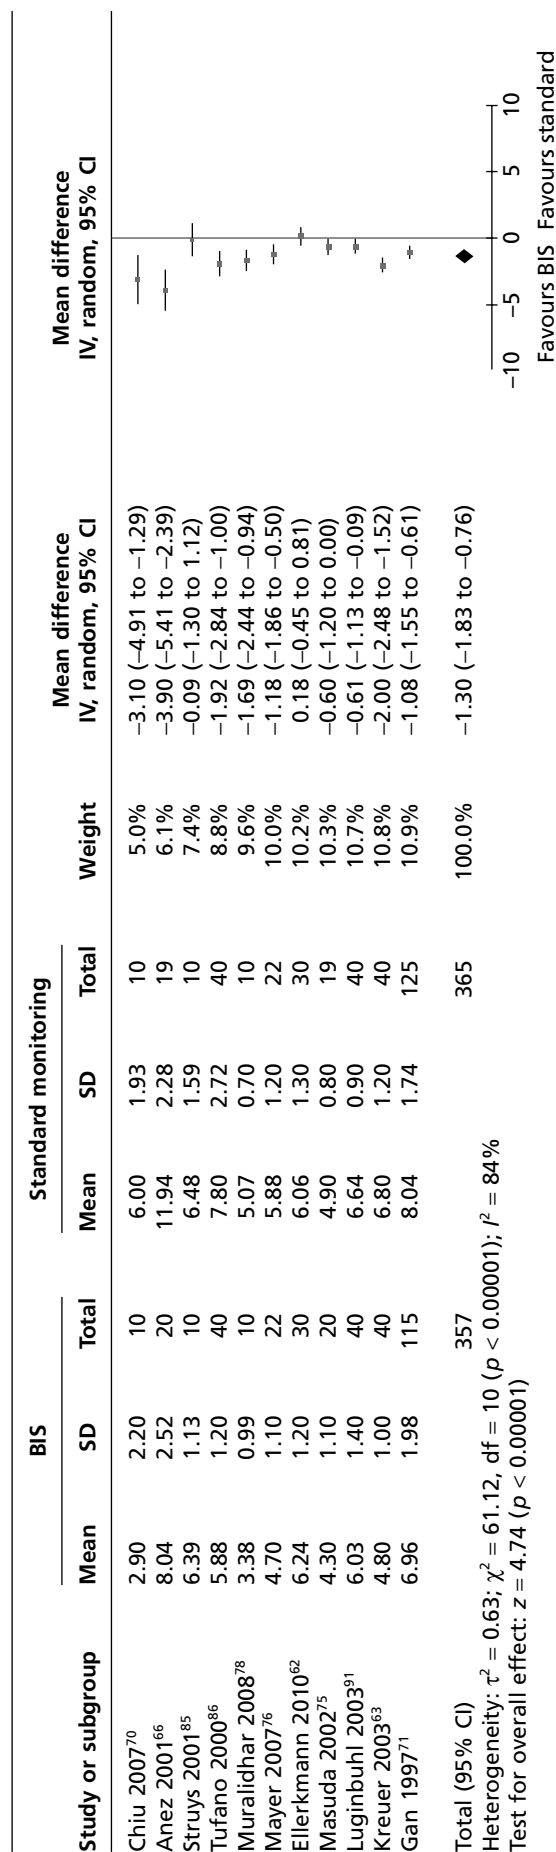 BIS Standard monitoring Mean difference Mean difference
Study or subgroup Mean SD Total Mean SD Total Weight IV, random, 95% CI IV, random, 95% CI
Chiu 2007⁷⁰ 2.90 2.20 10 6.00 1.93 10 5.0% −3.10 (−4.91 to −1.29)
Anez 2001⁶⁶ 8.04 2.52 20 11.94 2.28 19 6.1% −3.90 (−5.41 to −2.39)
Struys 2001⁸⁵ 6.39 1.13 10 6.48 1.59 10 7.4% −0.09 (−1.30 to 1.12)
Tufano 2000⁸⁶ 5.88 1.20 40 7.80 2.72 40 8.8% −1.92 (−2.84 to −1.00)
Muralidhar 2008⁷⁸ 3.38 0.99 10 5.07 0.70 10 9.6% −1.69 (−2.44 to −0.94)
Mayer 2007⁷⁶ 4.70 1.10 22 5.88 1.20 22 10.0% −1.18 (−1.86 to −0.50)
Ellerkmann 2010⁶² 6.24 1.20 30 6.06 1.30 30 10.2% 0.18 (−0.45 to 0.81)
Masuda 2002⁷⁵ 4.30 1.10 20 4.90 0.80 19 10.3% −0.60 (−1.20 to 0.00)
Luginbuhl 2003⁹¹ 6.03 1.40 40 6.64 0.90 40 10.7% −0.61 (−1.13 to −0.09)
Kreuer 2003⁶³ 4.80 1.00 40 6.80 1.20 40 10.8% −2.00 (−2.48 to −1.52)
Gan 1997⁷¹ 6.96 1.98 115 8.04 1.74 125 10.9% −1.08 (−1.55 to −0.61)
Total (95% CI) 357 365 100.0% −1.30 (−1.83 to −0.76)
Heterogeneity: τ² = 0.63; χ² = 61.12, df = 10 (p < 0.00001); I² = 84%
Test for overall effect: z = 4.74 (p < 0.00001)
−10 −5 0 5 10
Favours BIS Favours standard